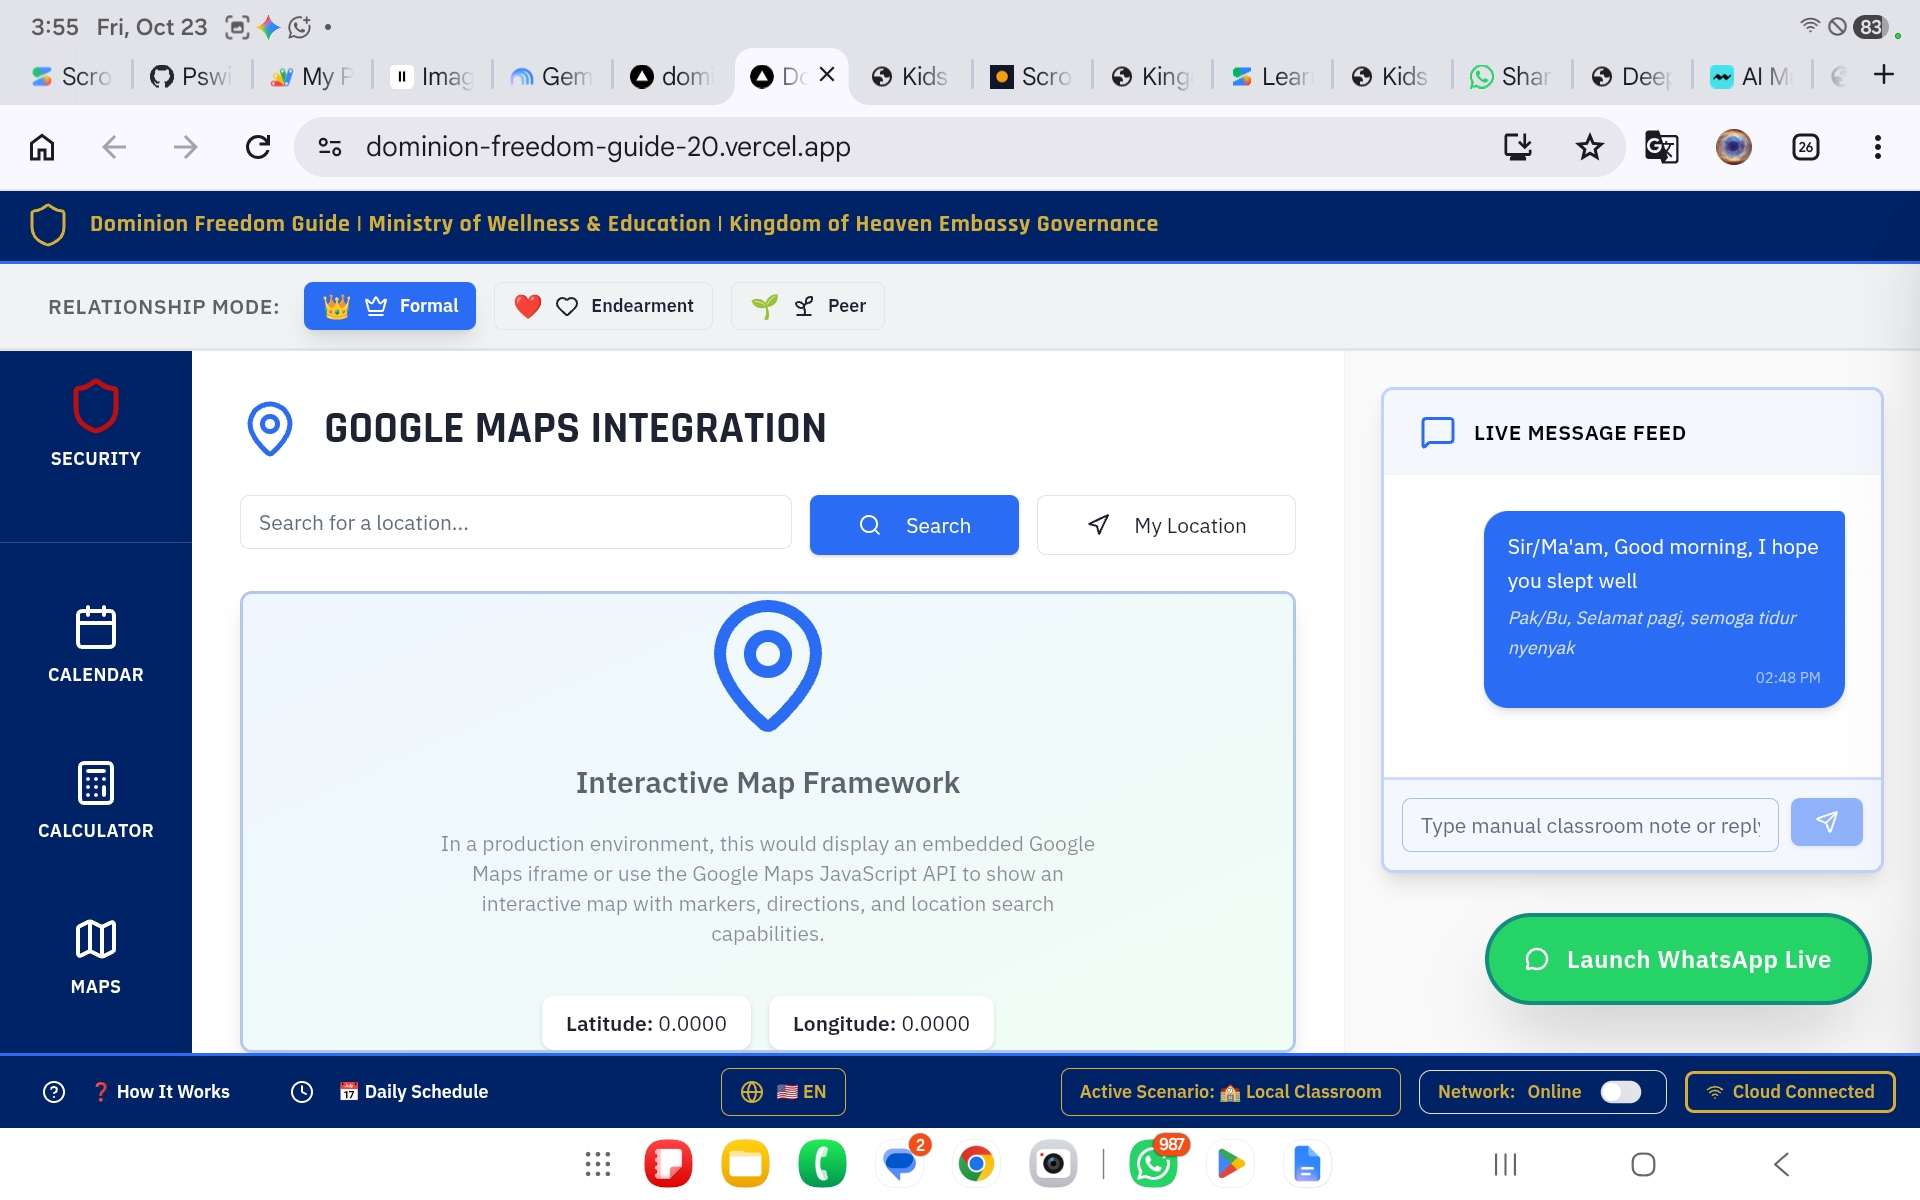 3:55 Fri, Oct 23
83
Scro
Pswi
My P
Imag
Gem
domi
Do
Kids
Scro
King
Lear
Kids
Shar
Deep
AI M
dominion-freedom-guide-20.vercel.app
26
Dominion Freedom Guide | Ministry of Wellness & Education | Kingdom of Heaven Embassy Governance
RELATIONSHIP MODE:
Formal
Endearment
Peer
SECURITY
CALENDAR
CALCULATOR
MAPS
GOOGLE MAPS INTEGRATION
Search for a location...
Search
My Location
Interactive Map Framework
In a production environment, this would display an embedded Google
Maps iframe or use the Google Maps JavaScript API to show an
interactive map with markers, directions, and location search
capabilities.
Latitude: 0.0000
Longitude: 0.0000
LIVE MESSAGE FEED
Sir/Ma'am, Good morning, I hope
you slept well
Pak/Bu, Selamat pagi, semoga tidur
nyenyak
02:48 PM
Type manual classroom note or reply
Launch WhatsApp Live
❓ How It Works
📅 Daily Schedule
🇺🇸 EN
Active Scenario: 🏫 Local Classroom
Network: Online
Cloud Connected
2
987